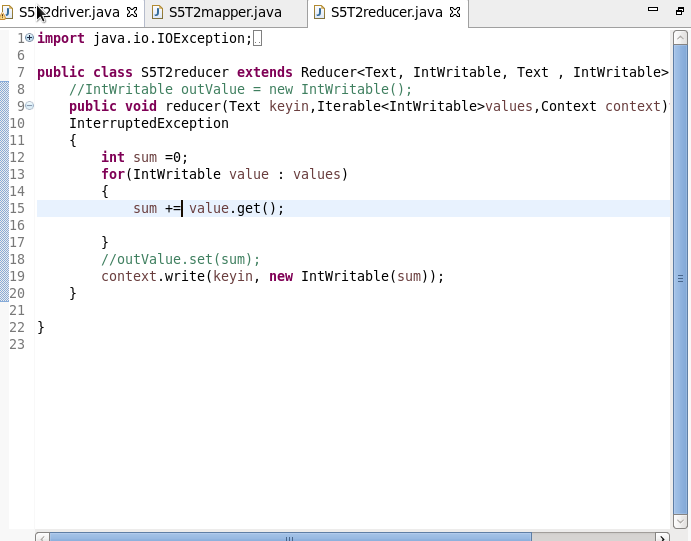 S5T2driver.java S5T2mapper.java S5T2reducer.java
1 import java.io.IOException;
6
7 public class S5T2reducer extends Reducer<Text, IntWritable, Text , IntWritable>
8 //IntWritable outValue = new IntWritable();
9 public void reducer(Text keyin,Iterable<IntWritable>values,Context context)
10 InterruptedException
11 {
12 int sum =0;
13 for(IntWritable value : values)
14 {
15 sum += value.get();
16
17 }
18 //outValue.set(sum);
19 context.write(keyin, new IntWritable(sum));
20 }
21
22 }
23